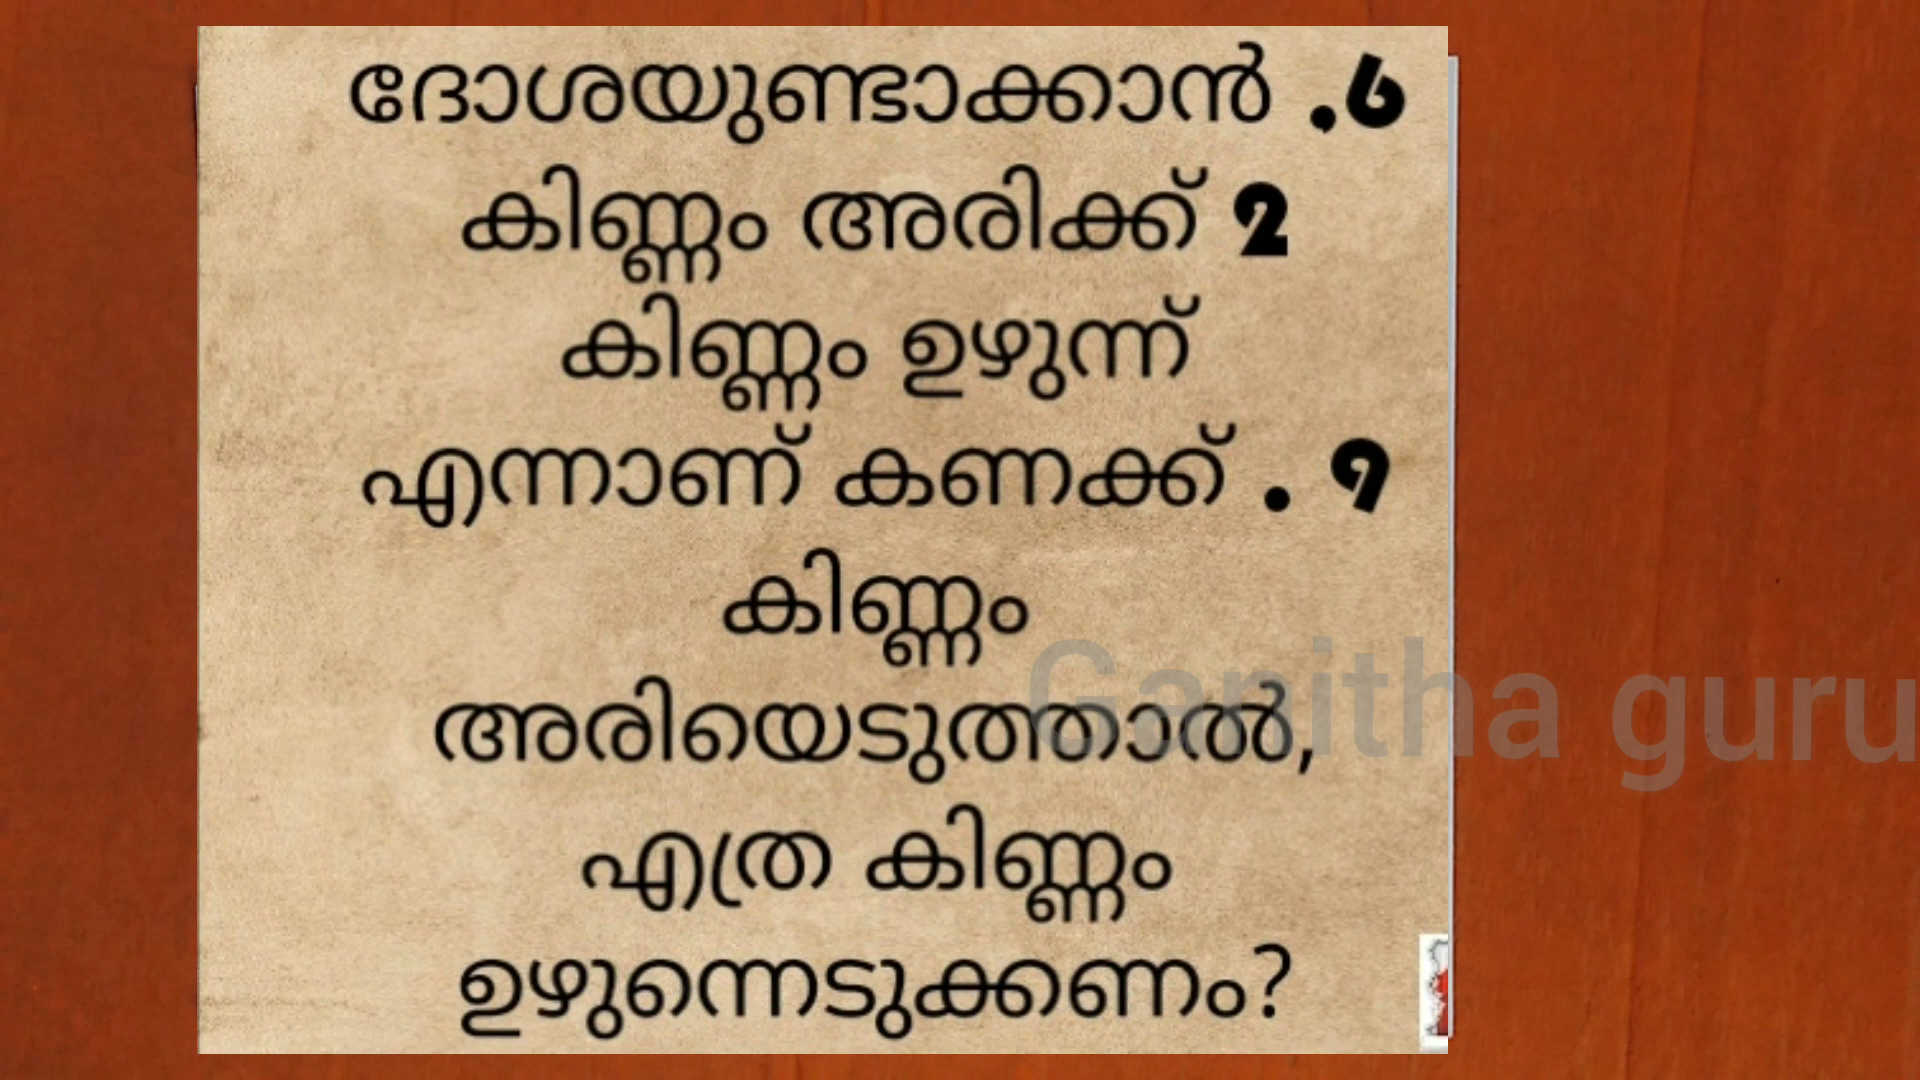 ദോശയുണ്ടാക്കാൻ .6
കിണ്ണം അരിക്ക് 2
കിണ്ണം ഉഴുന്ന്
എന്നാണ് കണക്ക് . 9
കിണ്ണം
അരിയെടുത്താൽ,
എത്ര കിണ്ണം
ഉഴുന്നെടുക്കണം?
Ganitha guru